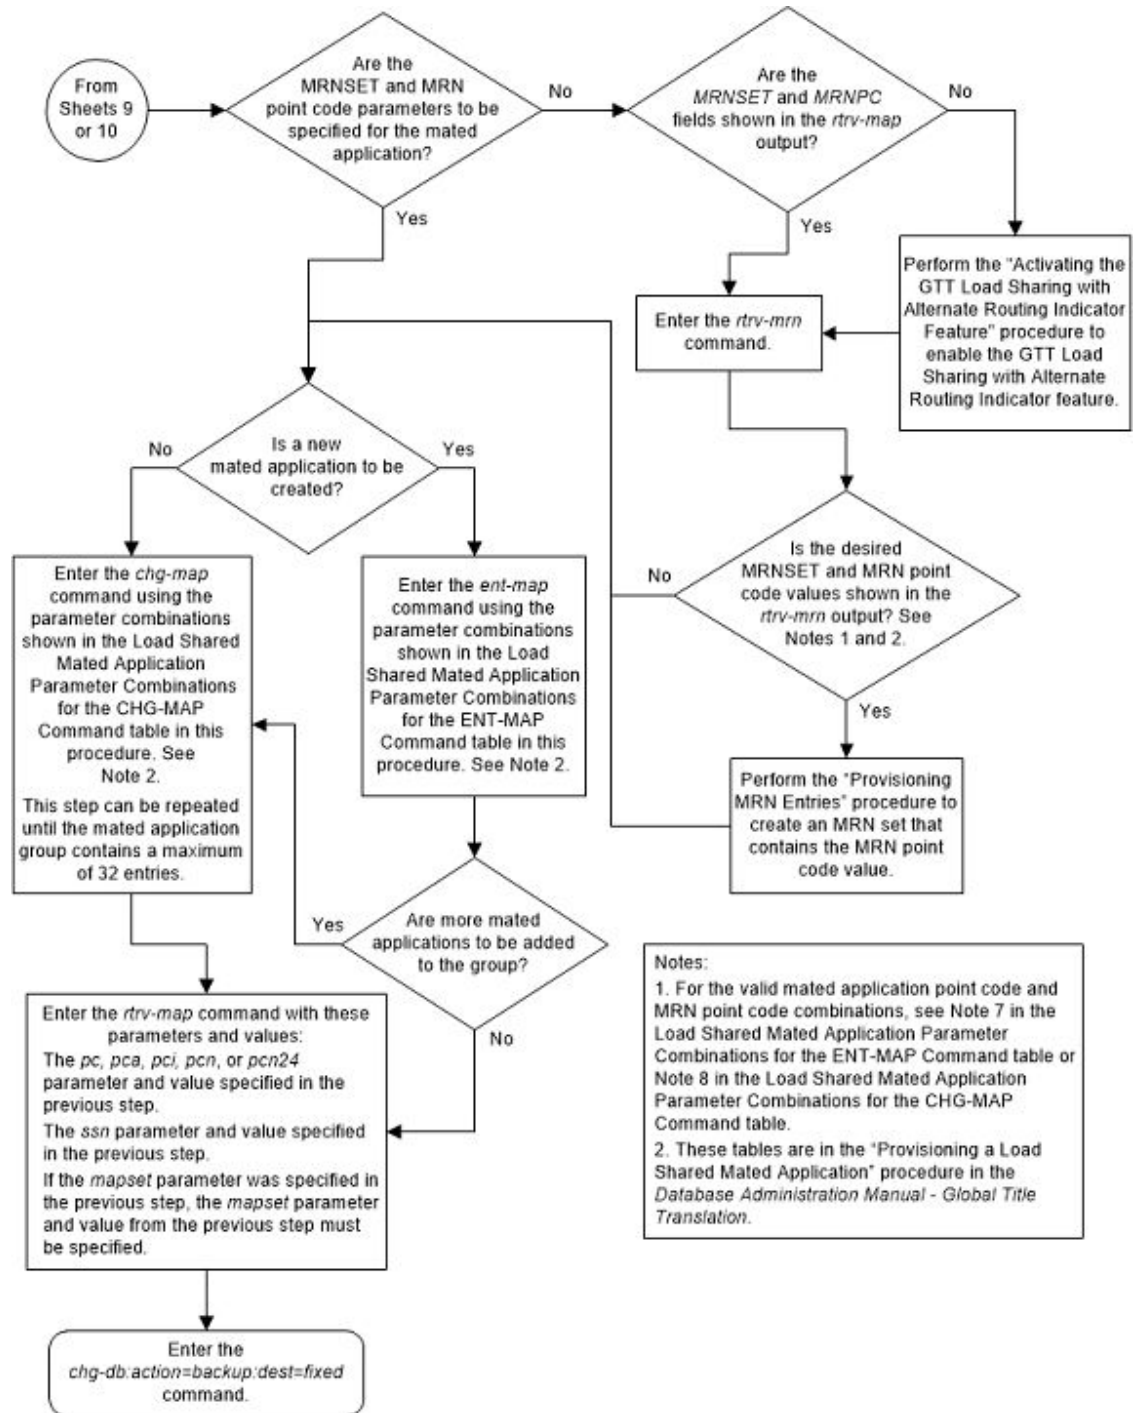 From
Sheets 9
or 10
Are the
MRNSET and MRN
point code parameters to be
specified for the mated
application?
No
Are the
MRNSET and MRNPC
fields shown in the rtrv-map
output?
No
Yes
Yes
Enter the rtrv-mrn
command.
Perform the "Activating the
GTT Load Sharing with
Alternate Routing Indicator
Feature" procedure to
enable the GTT Load
Sharing with Alternate
Routing Indicator feature.
No
Is a new
mated application to be
created?
Yes
Is the desired
MRNSET and MRN point
code values shown in the
rtrv-mrn output? See
Notes 1 and 2.
No
Yes
Enter the chg-map
command using the
parameter combinations
shown in the Load Shared
Mated Application
Parameter Combinations
for the CHG-MAP
Command table in this
procedure. See
Note 2.
This step can be repeated
until the mated application
group contains a maximum
of 32 entries.
Enter the ent-map
command using the
parameter combinations
shown in the Load
Shared Mated Application
Parameter Combinations
for the ENT-MAP
Command table in this
procedure. See Note 2.
Perform the "Provisioning
MRN Entries" procedure to
create an MRN set that
contains the MRN point
code value.
Yes
Are more mated
applications to be added
to the group?
No
Enter the rtrv-map command with these
parameters and values:
The pc, pca, pci, pcn, or pcn24
parameter and value specified in the
previous step.
The ssn parameter and value specified
in the previous step.
If the mapset parameter was specified in
the previous step, the mapset parameter
and value from the previous step must
be specified.
Notes:
1. For the valid mated application point code and
MRN point code combinations, see Note 7 in the
Load Shared Mated Application Parameter
Combinations for the ENT-MAP Command table or
Note 8 in the Load Shared Mated Application
Parameter Combinations for the CHG-MAP
Command table.
2. These tables are in the "Provisioning a Load
Shared Mated Application" procedure in the
Database Administration Manual - Global Title
Translation.
Enter the
chg-db:action=backup:dest=fixed
command.